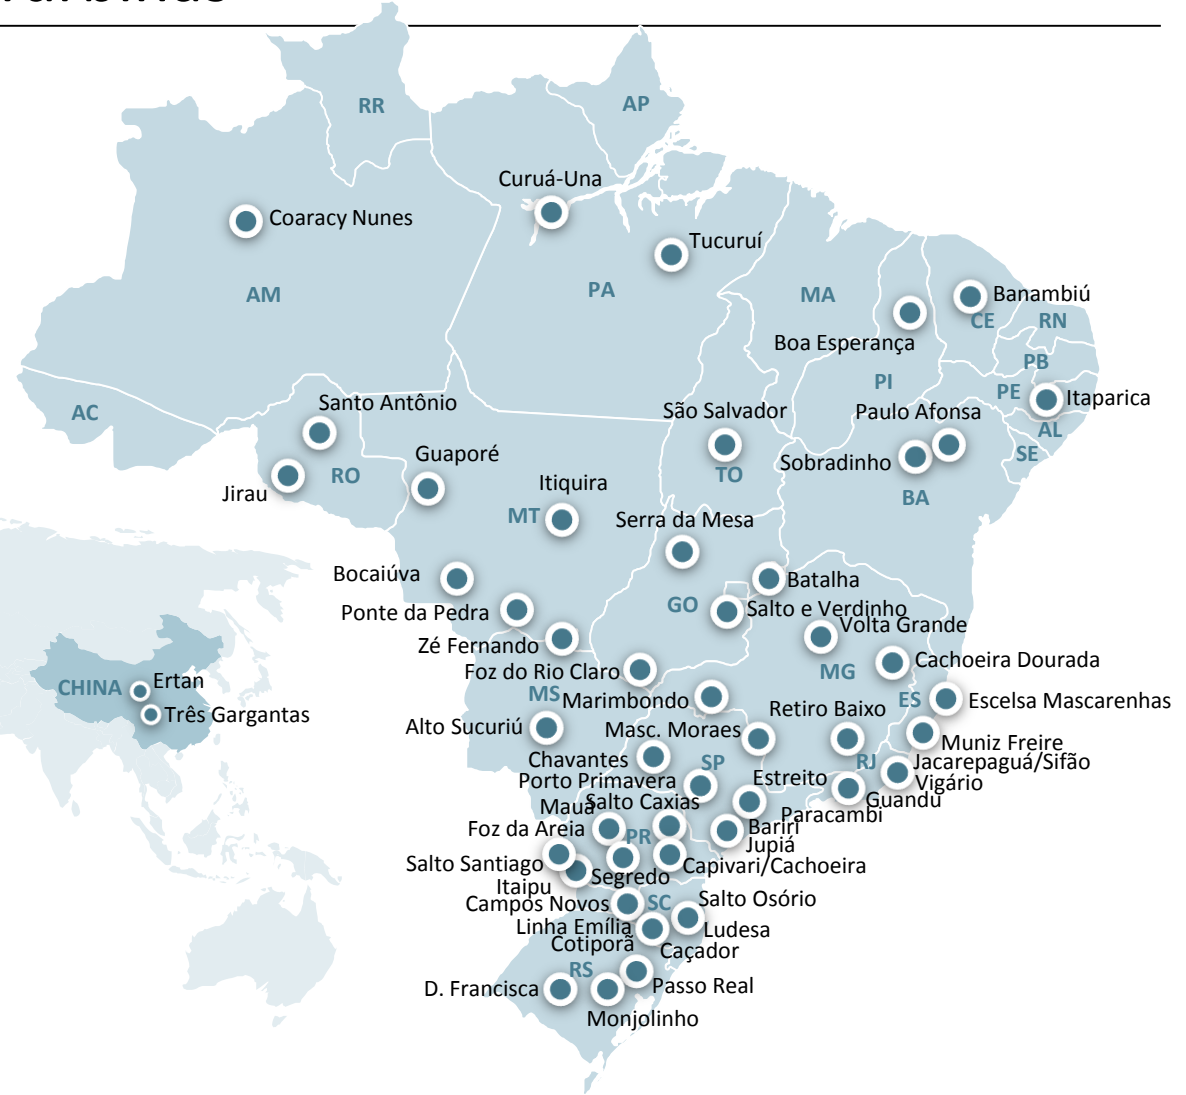 RR
AP
Curuá-Una
Coaracy Nunes
Tucuruí
AM
PA
MA
Banambiú
CE
RN
Boa Esperança
PB
PI
PE
Itaparica
AC
Santo Antônio
São Salvador
Paulo Afonsa
AL
Guaporé
SE
Sobradinho
RO
TO
Jirau
Itiquira
BA
MT
Serra da Mesa
Bocaiúva
Batalha
Ponte da Pedra
GO
Salto e Verdinho
Volta Grande
Zé Fernando
Cachoeira Dourada
Foz do Rio Claro
MG
CHINA
Ertan
MS
Marimbondo
ES
Escelsa Mascarenhas
Três Gargantas
Retiro Baixo
Alto Sucuriú
Masc. Moraes
Muniz Freire
Chavantes
SP
RJ
Jacarepaguá/Sifão
Porto Primavera
Estreito
Vigário
Mauá
Salto Caxias
Guandu
Paracambi
Foz da Areia
PR
Bariri
Jupiá
Salto Santiago
Capivari/Cachoeira
Itaipu
Segredo
Campos Novos
SC
Salto Osório
Linha Emília
Ludesa
Cotiporã
Caçador
RS
D. Francisca
Passo Real
Monjolinho